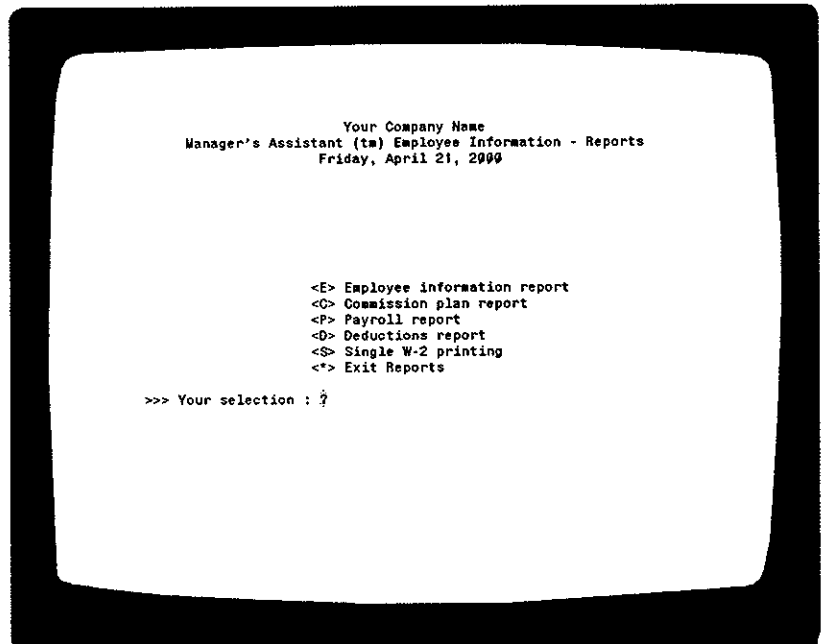 Your Company Name
Manager's Assistant (tm) Employee Information - Reports
Friday, April 21, 2000
<E> Employee information report
<C> Commission plan report
<P> Payroll report
<D> Deductions report
<S> Single W-2 printing
<*> Exit Reports
>>> Your selection : ?